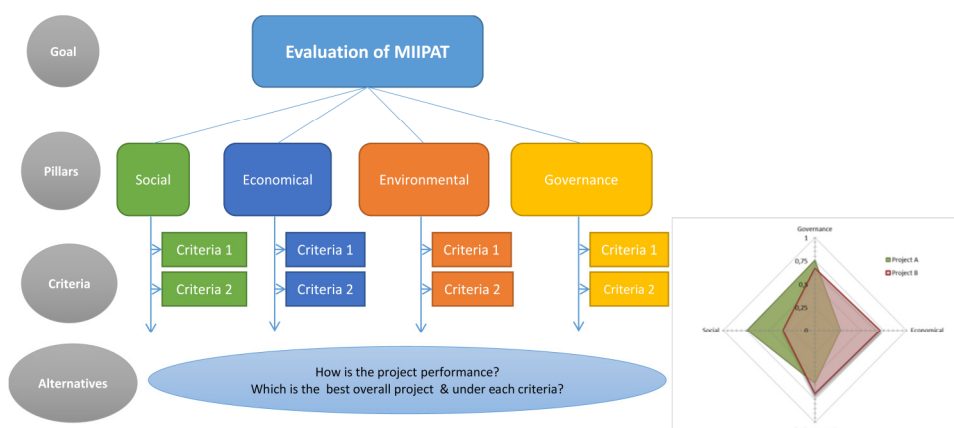 Goal
Evaluation of MIIPAT
Pillars
Social
Economical
Environmental
Governance
Criteria
Criteria 1
Criteria 1
Criteria 1
Criteria 1
Criteria 2
Criteria 2
Criteria 2
Criteria 2
Alternatives
How is the project performance?
Which is the best overall project & under each criteria?
Governance
1
0,75
0,5
0,25
0
Social
Economical
Project A
Project B